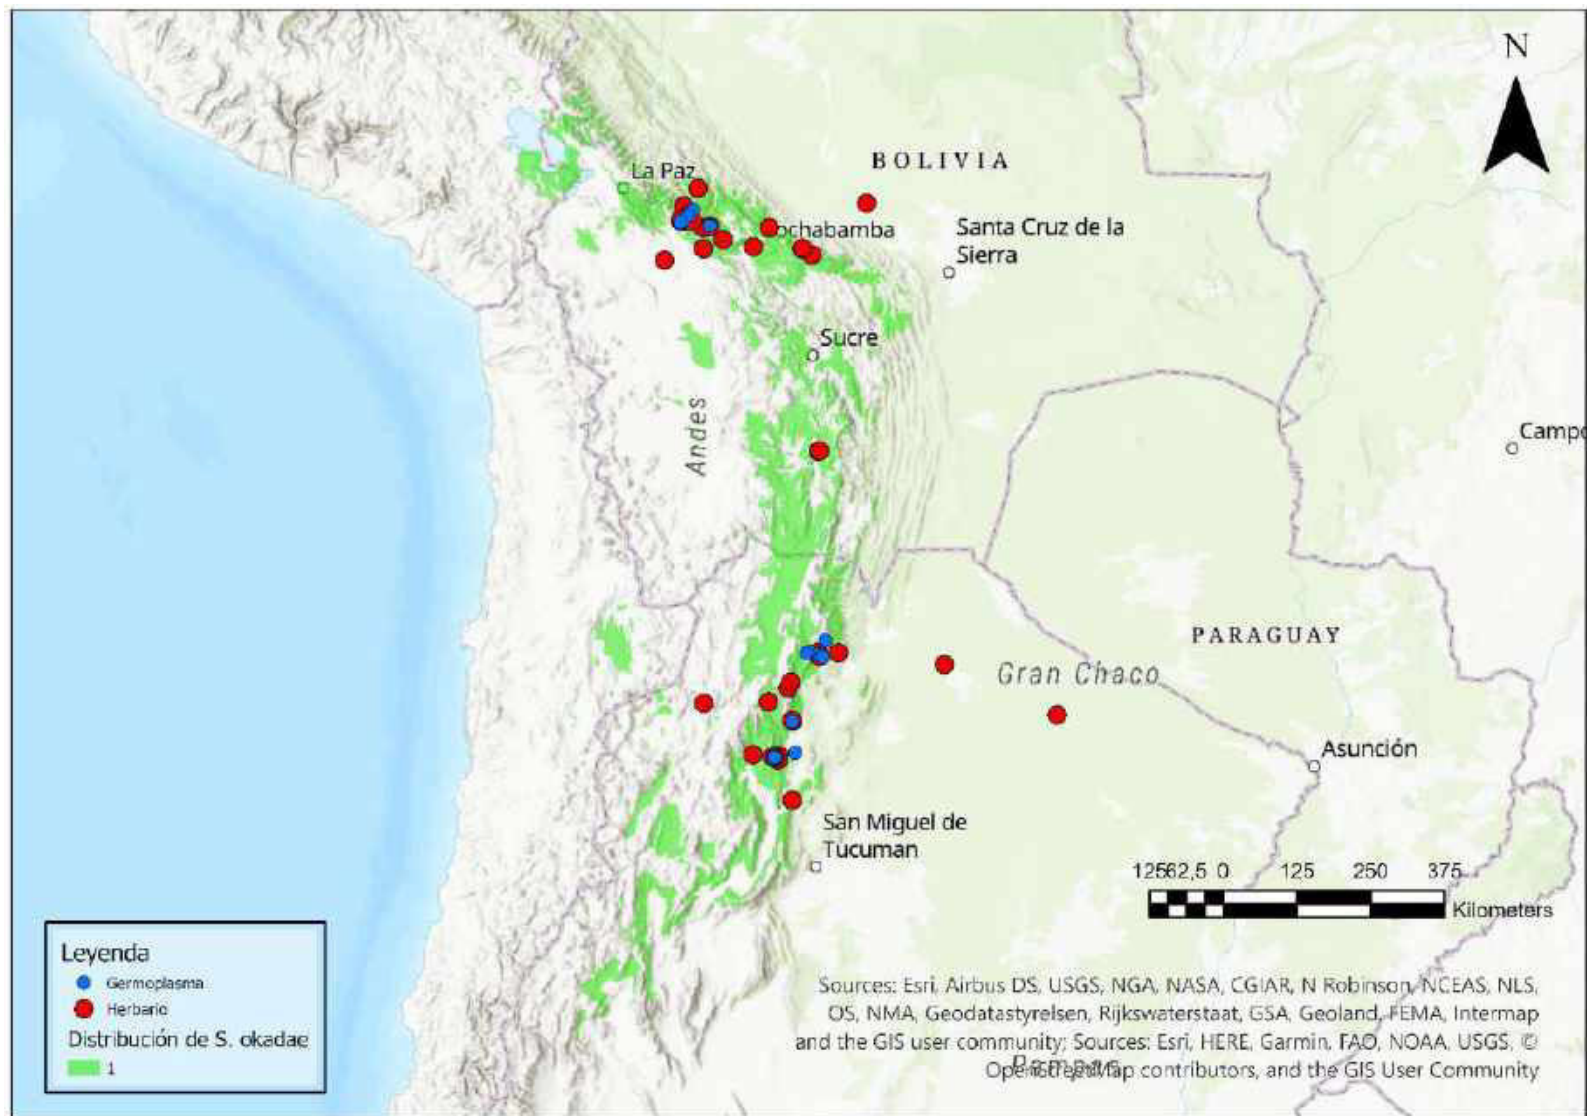 N
BOLIVIA
La Paz
ochabamba
Santa Cruz de la
Sierra
Sucre
Andes
Campo
PARAGUAY
Gran Chaco
Asunción
San Miguel de
Tucuman
12562,5 0 125 250 375
Kilometers
Leyenda
Germoplasma
Herbario
Distribución de S. okadae
1
Sources: Esri, Airbus DS, USGS, NGA, NASA, CGIAR, N Robinson, NCEAS, NLS,
OS, NMA, Geodatastyrelsen, Rijkswaterstaat, GSA, Geoland, FEMA, Intermap
and the GIS user community; Sources: Esri, HERE, Garmin, FAO, NOAA, USGS, ©
OpenStreetMap contributors, and the GIS User Community
Pampas